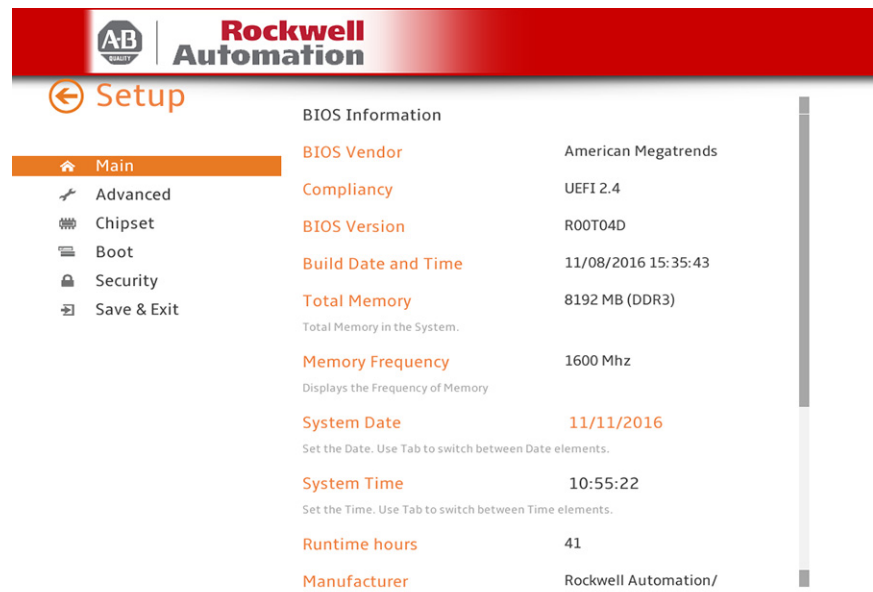 A·B
QUALITY
Rockwell
Automation
Setup
Main
Advanced
Chipset
Boot
Security
Save & Exit
BIOS Information
BIOS Vendor American Megatrends
Compliancy UEFI 2.4
BIOS Version R00T04D
Build Date and Time 11/08/2016 15:35:43
Total Memory 8192 MB (DDR3)
Total Memory in the System.
Memory Frequency 1600 Mhz
Displays the Frequency of Memory
System Date 11/11/2016
Set the Date. Use Tab to switch between Date elements.
System Time 10:55:22
Set the Time. Use Tab to switch between Time elements.
Runtime hours 41
Manufacturer Rockwell Automation/